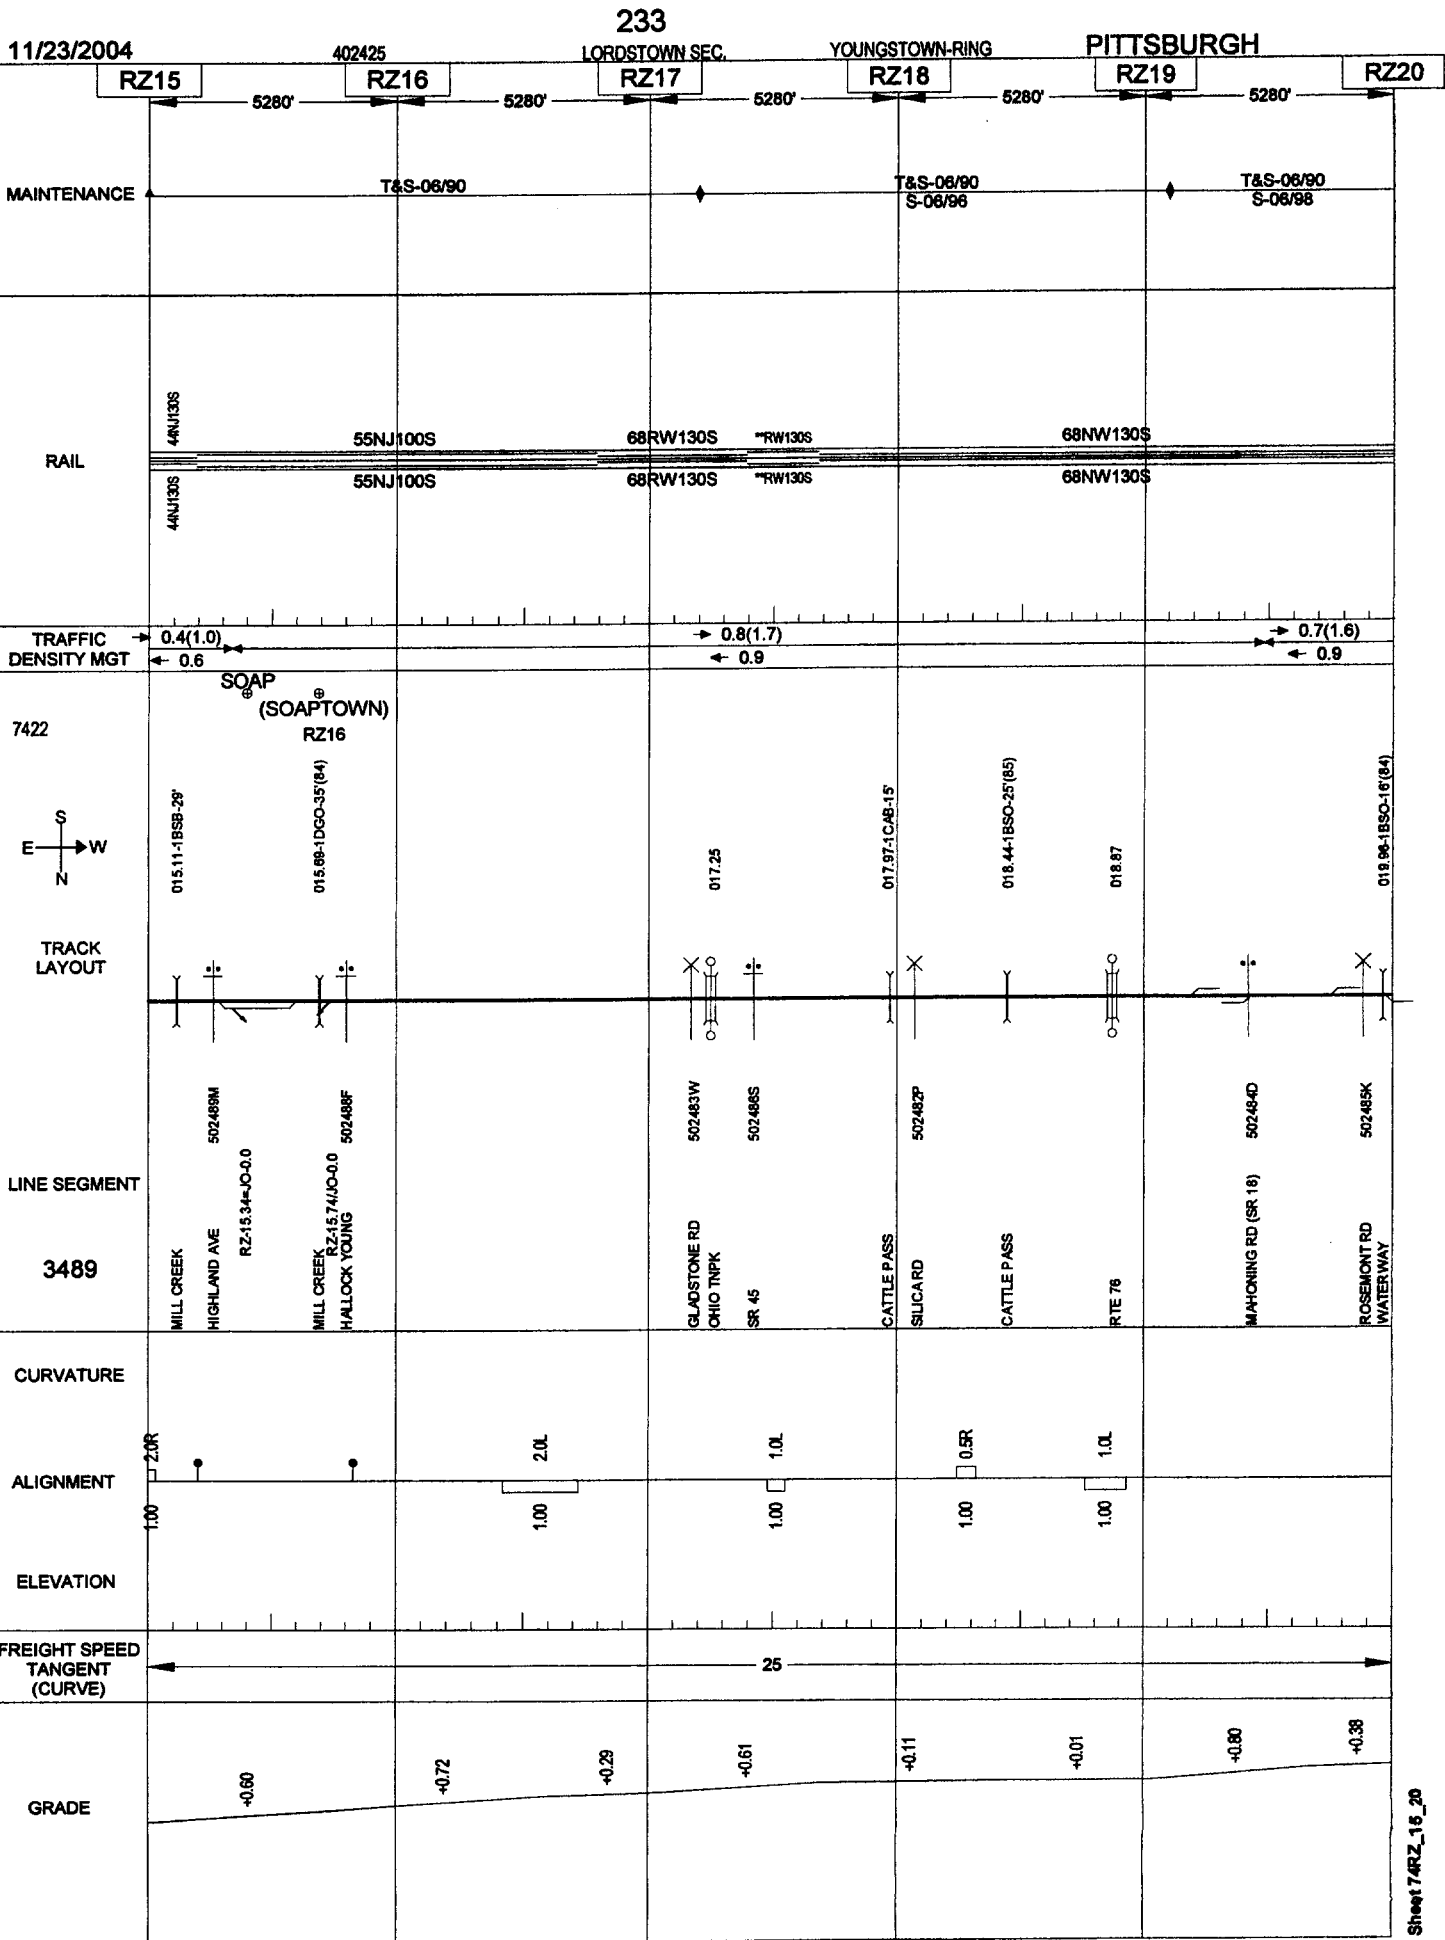 233
11/23/2004 402425 LORDSTOWN SEC. YOUNGSTOWN-RING PITTSBURGH
RZ15 RZ16 RZ17 RZ18 RZ19 RZ20
5280' 5280' 5280' 5280' 5280'
MAINTENANCE T&S-06/90 T&S-06/90 T&S-06/90
S-06/96 S-06/98
44NJ130S 55NJ100S 68RW130S **RW130S 68NW130S
RAIL
44NJ130S 55NJ100S 68RW130S **RW130S 68NW130S
TRAFFIC 0.4(1.0) 0.8(1.7) 0.7(1.6)
DENSITY MGT 0.6 0.9 0.9
SOAP
(SOAPTOWN)
RZ16
7422
S
E W
N
015.11-1BSB-29'
015.69-1DGO-35'(84)
017.25
017.97-1CAB-15'
018.44-1BSO-25'(85)
018.87
019.96-1BSO-16'(84)
TRACK
LAYOUT
502489M
502488F
502483W
502486S
502482P
502484D
502485K
LINE SEGMENT
3489
MILL CREEK
HIGHLAND AVE
RZ-15.34=JO-0.0
MILL CREEK
RZ-15.74/JO-0.0
HALLOCK YOUNG
GLADSTONE RD
OHIO TNPK
SR 45
CATTLE PASS
SILICA RD
CATTLE PASS
RTE 76
MAHONING RD (SR 18)
ROSEMONT RD
WATER WAY
CURVATURE
2.0R 2.0L 1.0L 0.5R 1.0L
ALIGNMENT
1.00 1.00 1.00 1.00 1.00
ELEVATION
FREIGHT SPEED
TANGENT
(CURVE)
25
GRADE
+0.60 +0.72 +0.29 +0.61 +0.11 +0.01 +0.80 +0.38
Sheet 74RZ_15_20